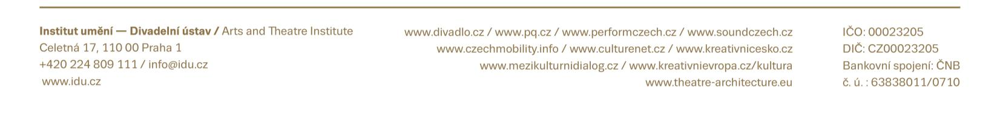 Institut umění — Divadelní ústav / Arts and Theatre Institute
Celetná 17, 110 00 Praha 1
+420 224 809 111 / info@idu.cz
www.idu.cz
www.divadlo.cz / www.pq.cz / www.performczech.cz / www.soundczech.cz
www.czechmobility.info / www.culturenet.cz / www.kreativnicesko.cz
www.mezikulturnidialog.cz / www.kreativnievropa.cz/kultura
www.theatre-architecture.eu
IČO: 00023205
DIČ: CZ00023205
Bankovní spojení: ČNB
č. ú. : 63838011/0710